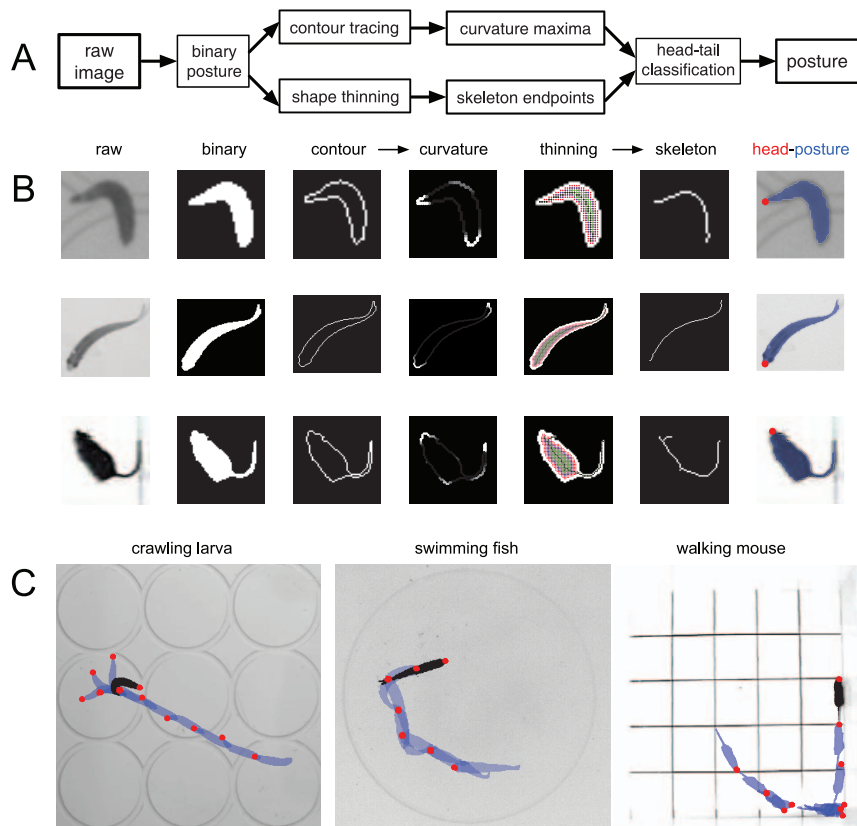 A
raw
image
binary
posture
contour tracing
curvature maxima
shape thinning
skeleton endpoints
head-tail
classification
posture
B
raw binary contour curvature thinning skeleton head-posture
C
crawling larva swimming fish walking mouse